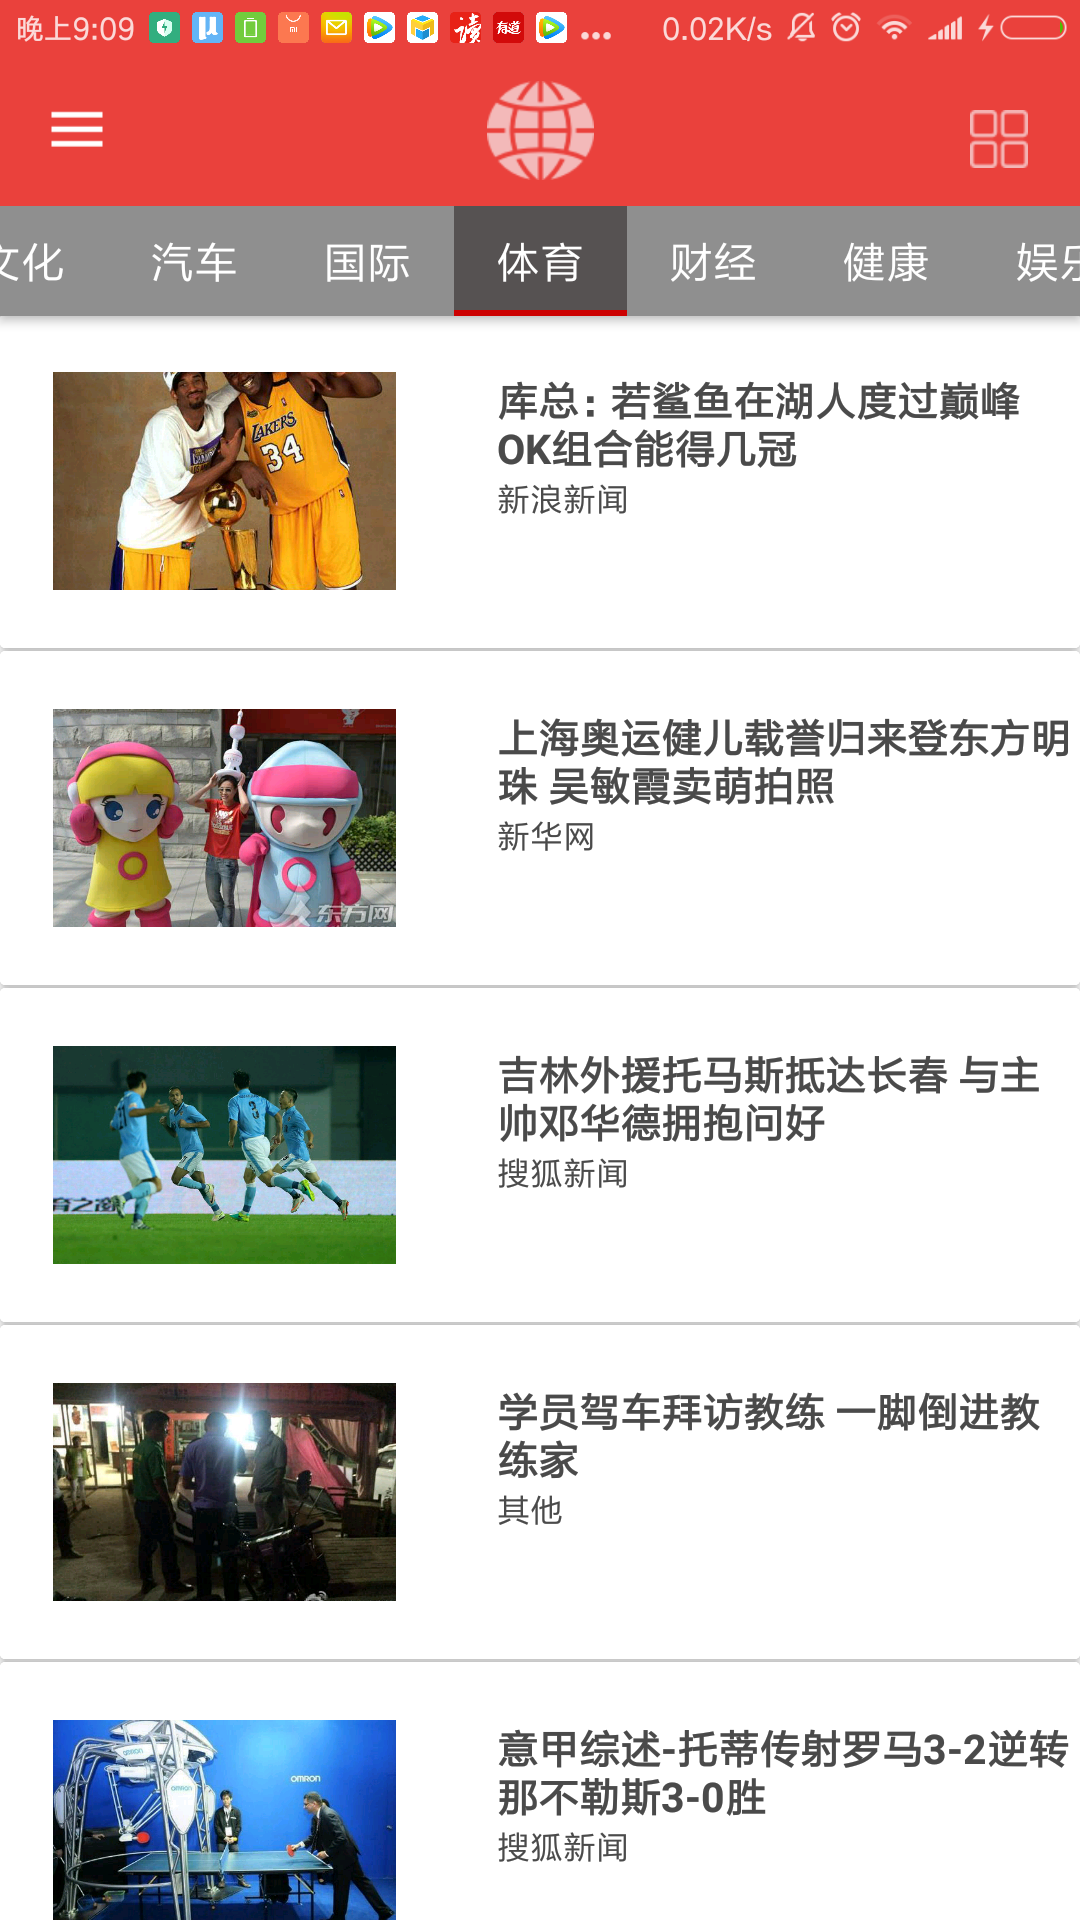 晚上9:09
0.02K/s
文化 汽车 国际 体育 财经 健康 娱乐
LAKERS
34
库总:若鲨鱼在湖人度过巅峰
OK组合能得几冠
新浪新闻
东方网
上海奥运健儿载誉归来登东方明
珠 吴敏霞卖萌拍照
新华网
3
吉林外援托马斯抵达长春 与主
帅邓华德拥抱问好
搜狐新闻
学员驾车拜访教练 一脚倒进教
练家
其他
OMRON
意甲综述-托蒂传射罗马3-2逆转
那不勒斯3-0胜
搜狐新闻